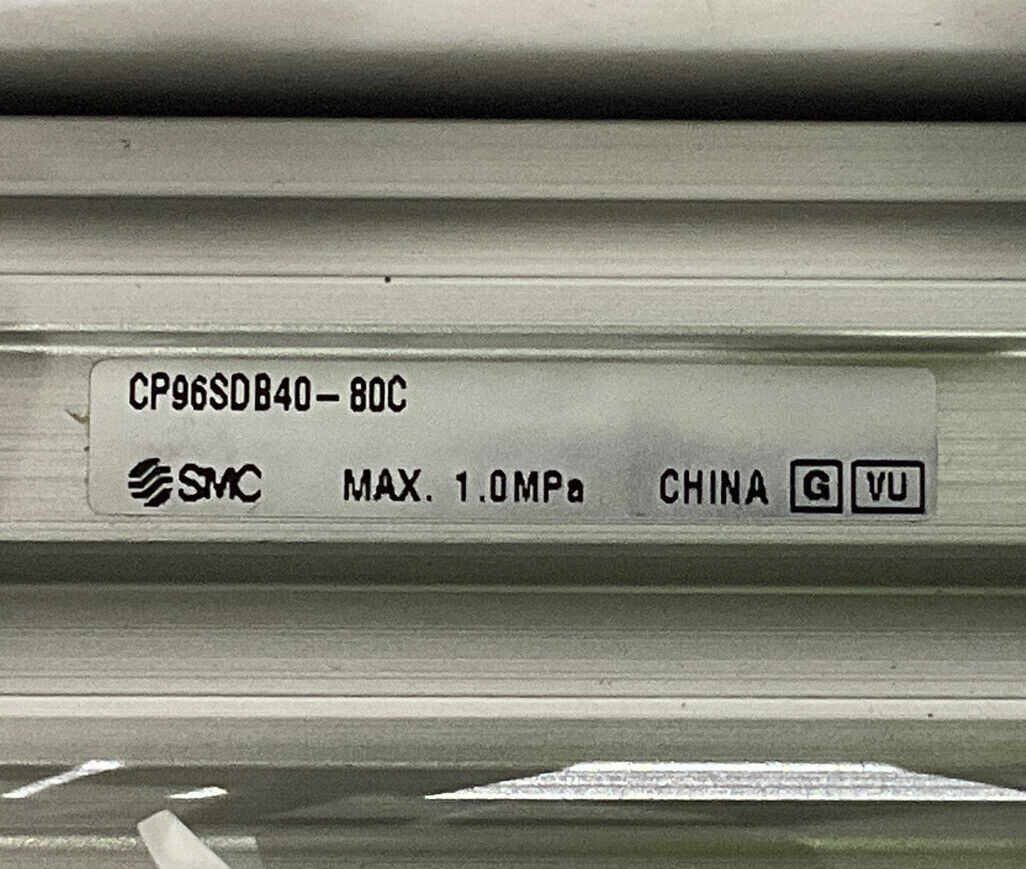 CP96SDB40-80C
SMC MAX. 1.0MPa CHINA G VU